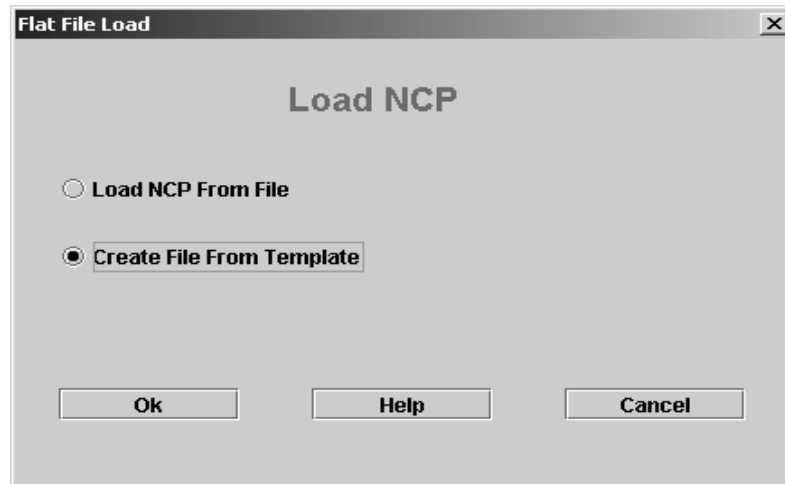 Flat File Load
Load NCP
Load NCP From File
Create File From Template
Ok Help Cancel